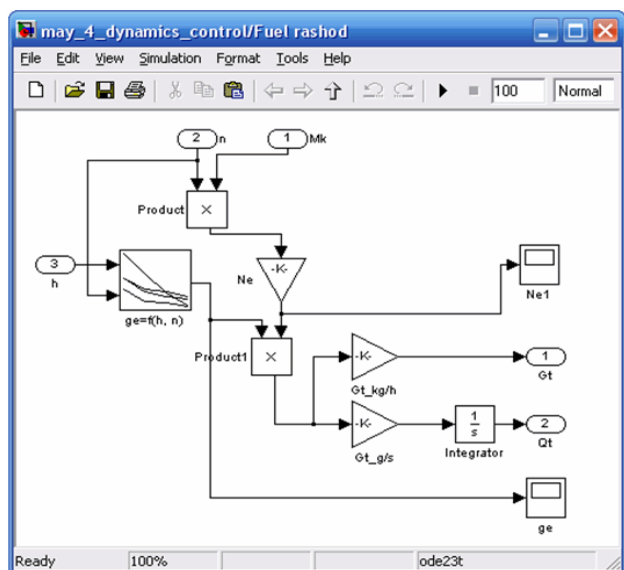 may_4_dynamics_control/Fuel rashod
File Edit View Simulation Format Tools Help
100 Normal
2 n
1 Mk
Product ×
3
h
ge=f(h, n)
Ne -K-
Ne1
Product1 ×
-K-
Gt_kg/h
1
Gt
-K-
Gt_g/s
1
s
Integrator
2
Qt
ge
Ready 100% ode23t